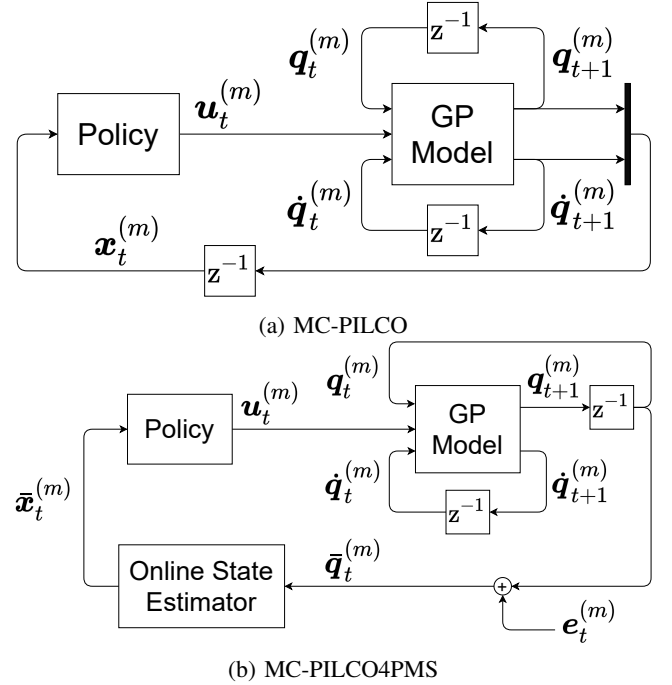 z⁻¹
q_t^{(m)}
q_{t+1}^{(m)}
u_t^{(m)}
Policy
GP
Model
q̇_t^{(m)}
q̇_{t+1}^{(m)}
z⁻¹
x_t^{(m)}
z⁻¹
(a) MC-PILCO
q_t^{(m)}
q_{t+1}^{(m)}
u_t^{(m)}
z⁻¹
Policy
GP
Model
q̇_t^{(m)}
q̇_{t+1}^{(m)}
z⁻¹
x̄_t^{(m)}
Online State
Estimator
q̄_t^{(m)}
+
e_t^{(m)}
(b) MC-PILCO4PMS